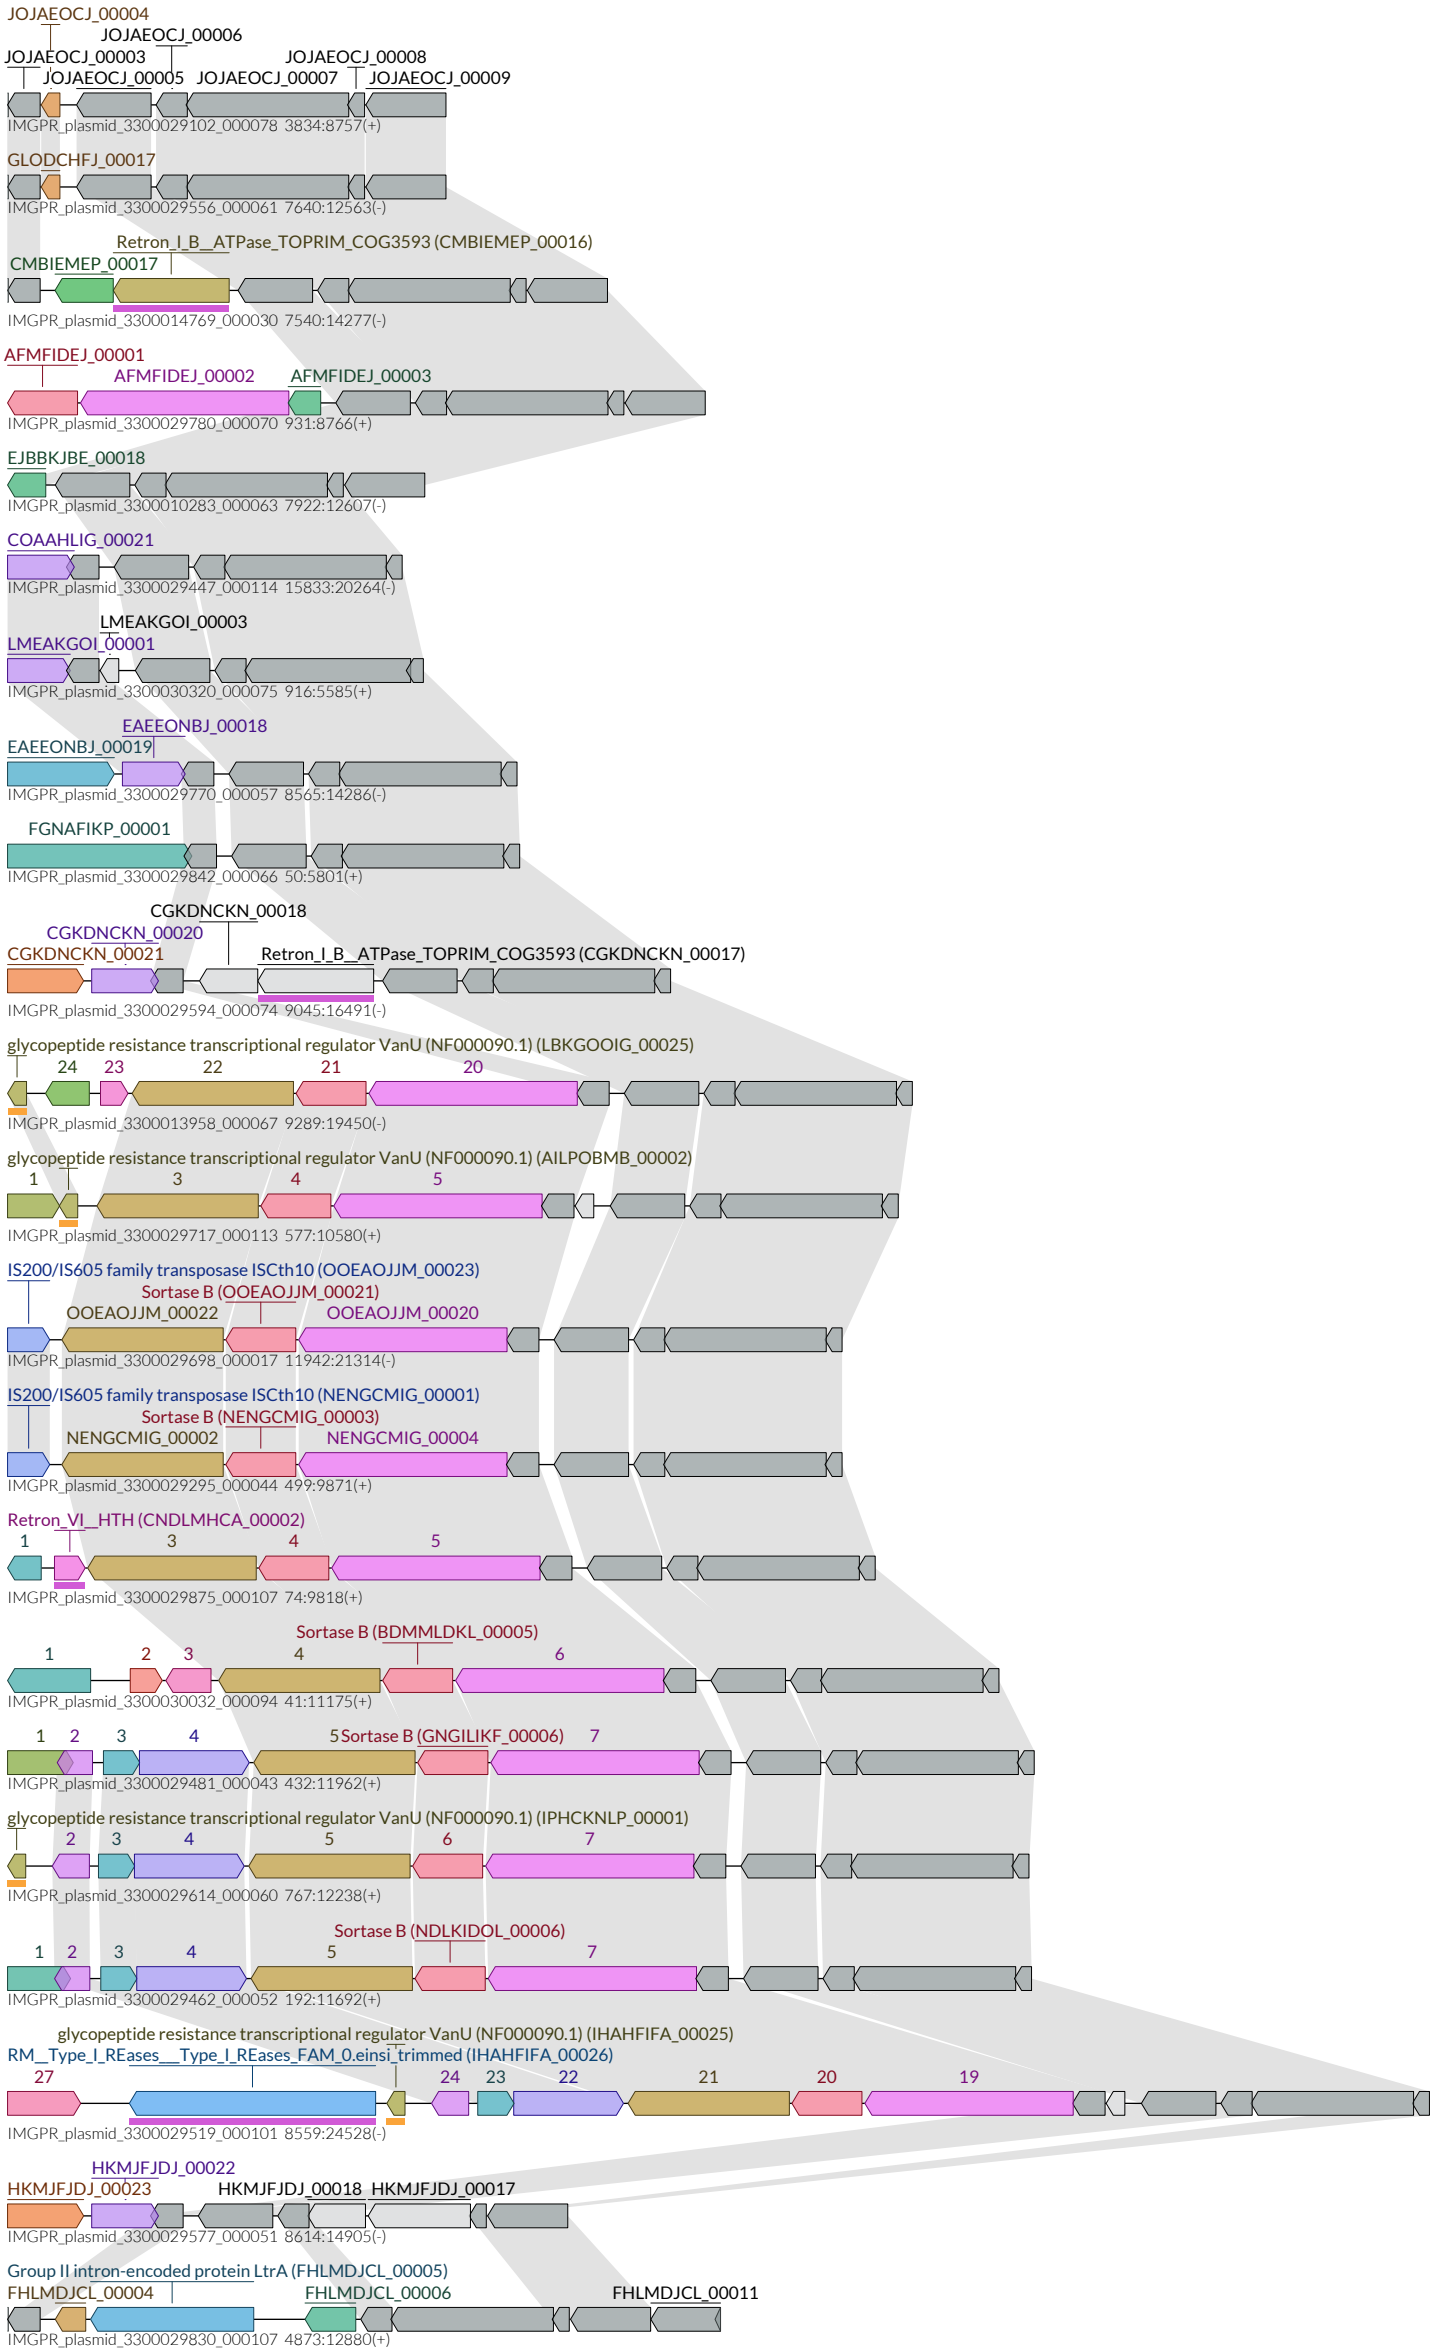 JOJAEOCJ_00004
JOJAEOCJ_00006
JOJAEOCJ_00003 JOJAEOCJ_00008
JOJAEOCJ_00005 JOJAEOCJ_00007 JOJAEOCJ_00009
IMGPR_plasmid_3300029102_000078 3834:8757(+)
GLODCHFJ_00017
IMGPR_plasmid_3300029556_000061 7640:12563(-)
Retron_I_B__ATPase_TOPRIM_COG3593 (CMBIEMEP_00016)
CMBIEMEP_00017
IMGPR_plasmid_3300014769_000030 7540:14277(-)
AFMFIDEJ_00001
AFMFIDEJ_00002 AFMFIDEJ_00003
IMGPR_plasmid_3300029780_000070 931:8766(+)
EJBBKJBE_00018
IMGPR_plasmid_3300010283_000063 7922:12607(-)
COAAHLIG_00021
IMGPR_plasmid_3300029447_000114 15833:20264(-)
LMEAKGOI_00003
LMEAKGOI_00001
IMGPR_plasmid_3300030320_000075 916:5585(+)
EAEEONBJ_00018
EAEEONBJ_00019
IMGPR_plasmid_3300029770_000057 8565:14286(-)
FGNAFIKP_00001
IMGPR_plasmid_3300029842_000066 50:5801(+)
CGKDNCKN_00018
CGKDNCKN_00020
CGKDNCKN_00021 Retron_I_B__ATPase_TOPRIM_COG3593 (CGKDNCKN_00017)
IMGPR_plasmid_3300029594_000074 9045:16491(-)
glycopeptide resistance transcriptional regulator VanU (NF000090.1) (LBKGOOIG_00025)
24 23 22 21 20
IMGPR_plasmid_3300013958_000067 9289:19450(-)
glycopeptide resistance transcriptional regulator VanU (NF000090.1) (AILPOBMB_00002)
1 3 4 5
IMGPR_plasmid_3300029717_000113 577:10580(+)
IS200/IS605 family transposase ISCth10 (OOEAOJJM_00023)
Sortase B (OOEAOJJM_00021)
OOEAOJJM_00022 OOEAOJJM_00020
IMGPR_plasmid_3300029698_000017 11942:21314(-)
IS200/IS605 family transposase ISCth10 (NENGCMIG_00001)
Sortase B (NENGCMIG_00003)
NENGCMIG_00002 NENGCMIG_00004
IMGPR_plasmid_3300029295_000044 499:9871(+)
Retron_VI__HTH (CNDLMHCA_00002)
1 3 4 5
IMGPR_plasmid_3300029875_000107 74:9818(+)
Sortase B (BDMMLDKL_00005)
1 2 3 4 6
IMGPR_plasmid_3300030032_000094 41:11175(+)
1 2 3 4 5 Sortase B (GNGILIKF_00006) 7
IMGPR_plasmid_3300029481_000043 432:11962(+)
glycopeptide resistance transcriptional regulator VanU (NF000090.1) (IPHCKNLP_00001)
2 3 4 5 6 7
IMGPR_plasmid_3300029614_000060 767:12238(+)
Sortase B (NDLKIDOL_00006)
1 2 3 4 5 7
IMGPR_plasmid_3300029462_000052 192:11692(+)
glycopeptide resistance transcriptional regulator VanU (NF000090.1) (IHAHFIFA_00025)
RM__Type_I_REases___Type_I_REases_FAM_0.einsi_trimmed (IHAHFIFA_00026)
27 24 23 22 21 20 19
IMGPR_plasmid_3300029519_000101 8559:24528(-)
HKMJFJDJ_00022
HKMJFJDJ_00023 HKMJFJDJ_00018 HKMJFJDJ_00017
IMGPR_plasmid_3300029577_000051 8614:14905(-)
Group II intron-encoded protein LtrA (FHLMDJCL_00005)
FHLMDJCL_00004 FHLMDJCL_00006 FHLMDJCL_00011
IMGPR_plasmid_3300029830_000107 4873:12880(+)